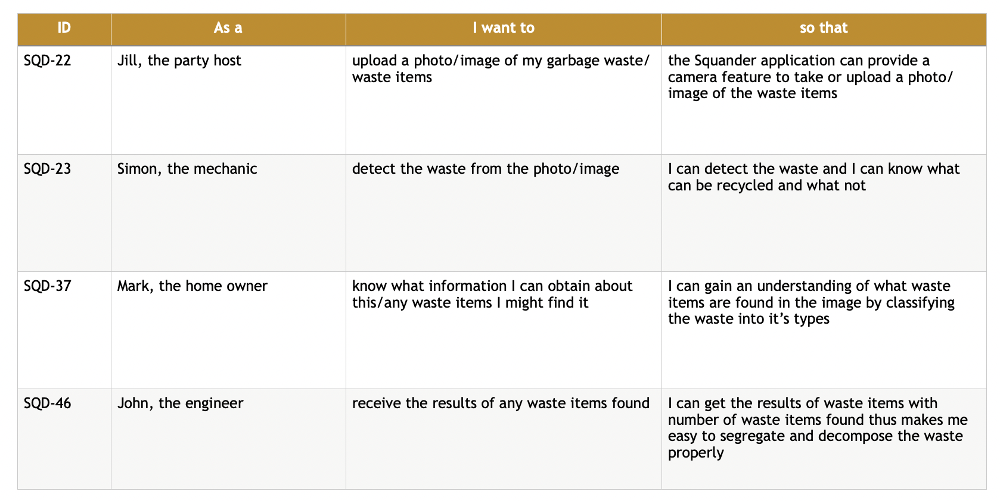 ID As a I want to so that
SQD-22
Jill, the party host
upload a photo/image of my garbage waste/
waste items
the Squander application can provide a
camera feature to take or upload a photo/
image of the waste items
SQD-23
Simon, the mechanic
detect the waste from the photo/image
I can detect the waste and I can know what
can be recycled and what not
SQD-37
Mark, the home owner
know what information I can obtain about
this/any waste items I might find it
I can gain an understanding of what waste
items are found in the image by classifying
the waste into it’s types
SQD-46
John, the engineer
receive the results of any waste items found
I can get the results of waste items with
number of waste items found thus makes me
easy to segregate and decompose the waste
properly